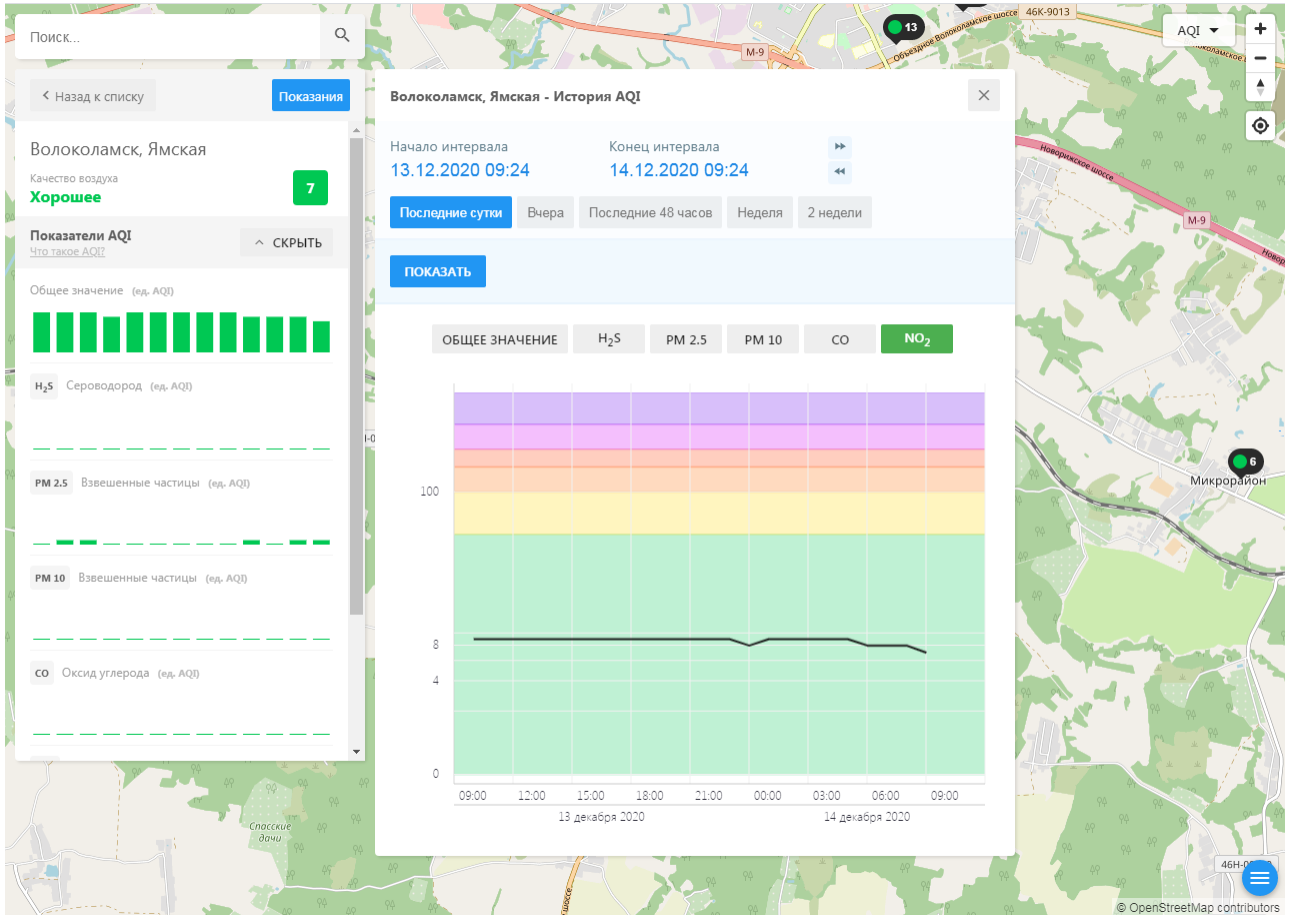 Поиск...
Назад к списку
Показания
Волоколамск, Ямская
Качество воздуха
Хорошее
7
Показатели AQI
Что такое AQI?
СКРЫТЬ
Общее значение (ед. AQI)
H2S Сероводород (ед. AQI)
PM 2.5 Взвешенные частицы (ед. AQI)
PM 10 Взвешенные частицы (ед. AQI)
CO Оксид углерода (ед. AQI)
Волоколамск, Ямская - История AQI
Начало интервала
13.12.2020 09:24
Конец интервала
14.12.2020 09:24
Последние сутки
Вчера
Последние 48 часов
Неделя
2 недели
ПОКАЗАТЬ
ОБЩЕЕ ЗНАЧЕНИЕ
H2S
PM 2.5
PM 10
CO
NO2
100
8
4
0
09:00 12:00 15:00 18:00 21:00 00:00 03:00 06:00 09:00
13 декабря 2020
14 декабря 2020
13
М-9
Объездное Волоколамское шоссе
46К-9013
AQI
Новорижское шоссе
М-9
6
Микрорайон
Спасские
дачи
© OpenStreetMap contributors